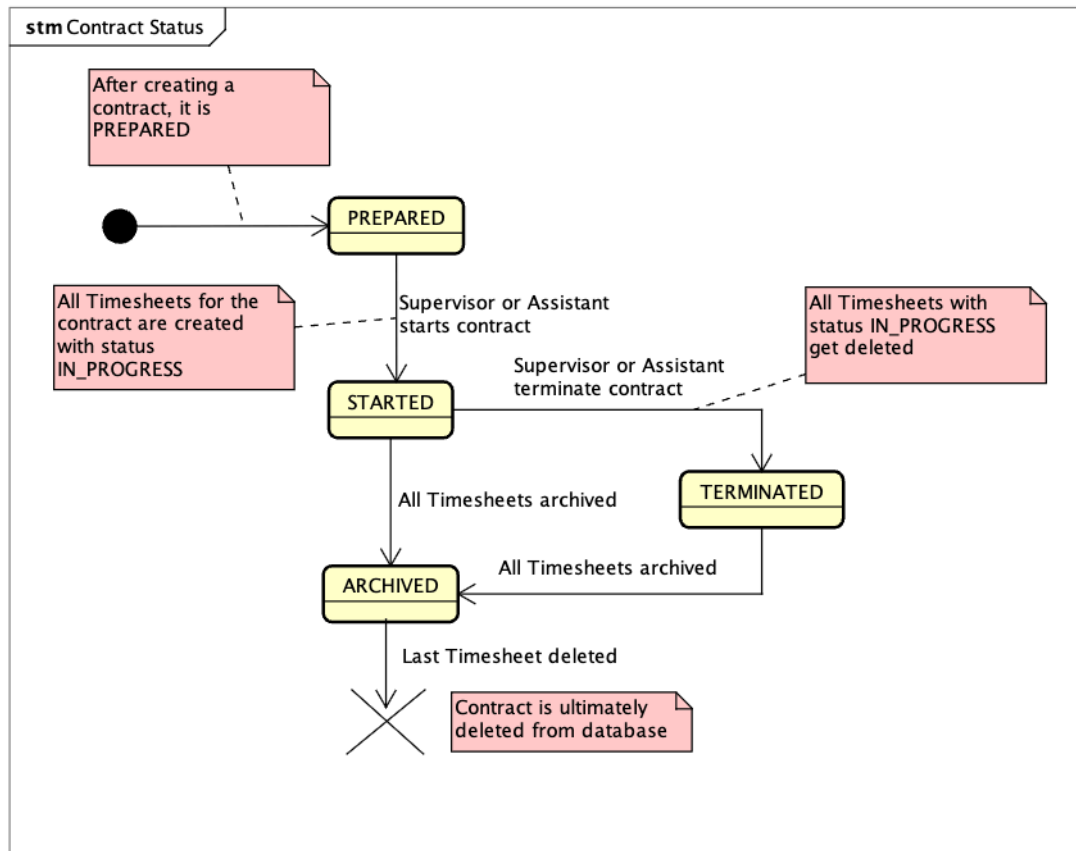 stm Contract Status
After creating a
contract, it is
PREPARED
PREPARED
All Timesheets for the
contract are created
with status
IN_PROGRESS
Supervisor or Assistant
starts contract
All Timesheets with
status IN_PROGRESS
get deleted
Supervisor or Assistant
terminate contract
STARTED
TERMINATED
All Timesheets archived
All Timesheets archived
ARCHIVED
Last Timesheet deleted
Contract is ultimately
deleted from database